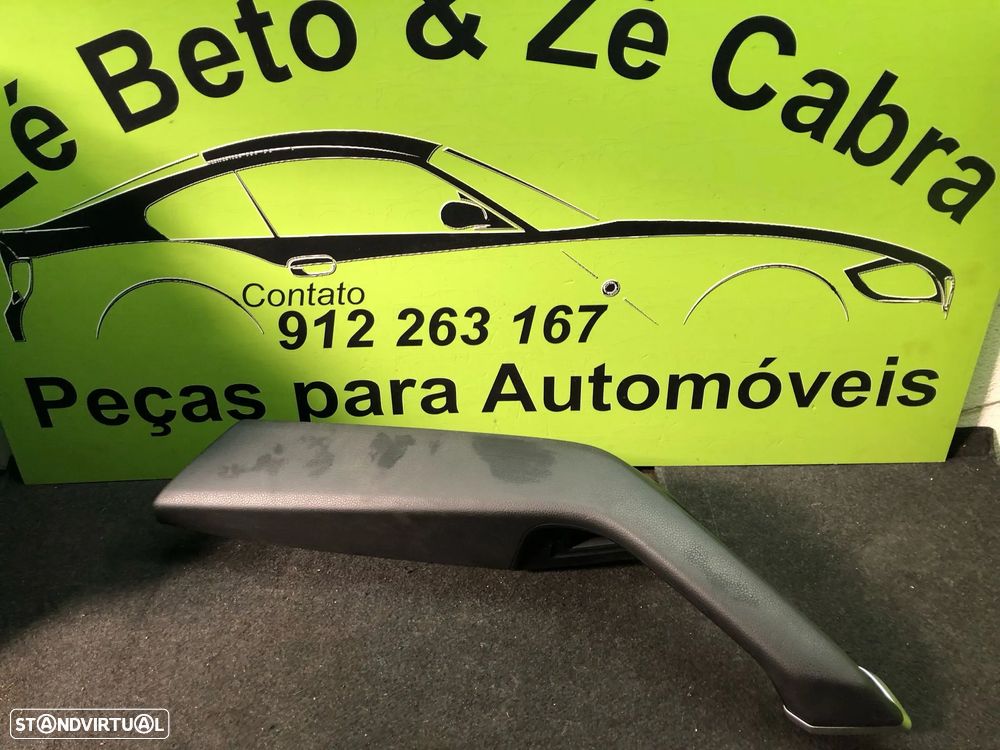 Zé Beto & Zé Cabra
Contato
912 263 167
Peças para Automóveis
STANDVIRTUAL